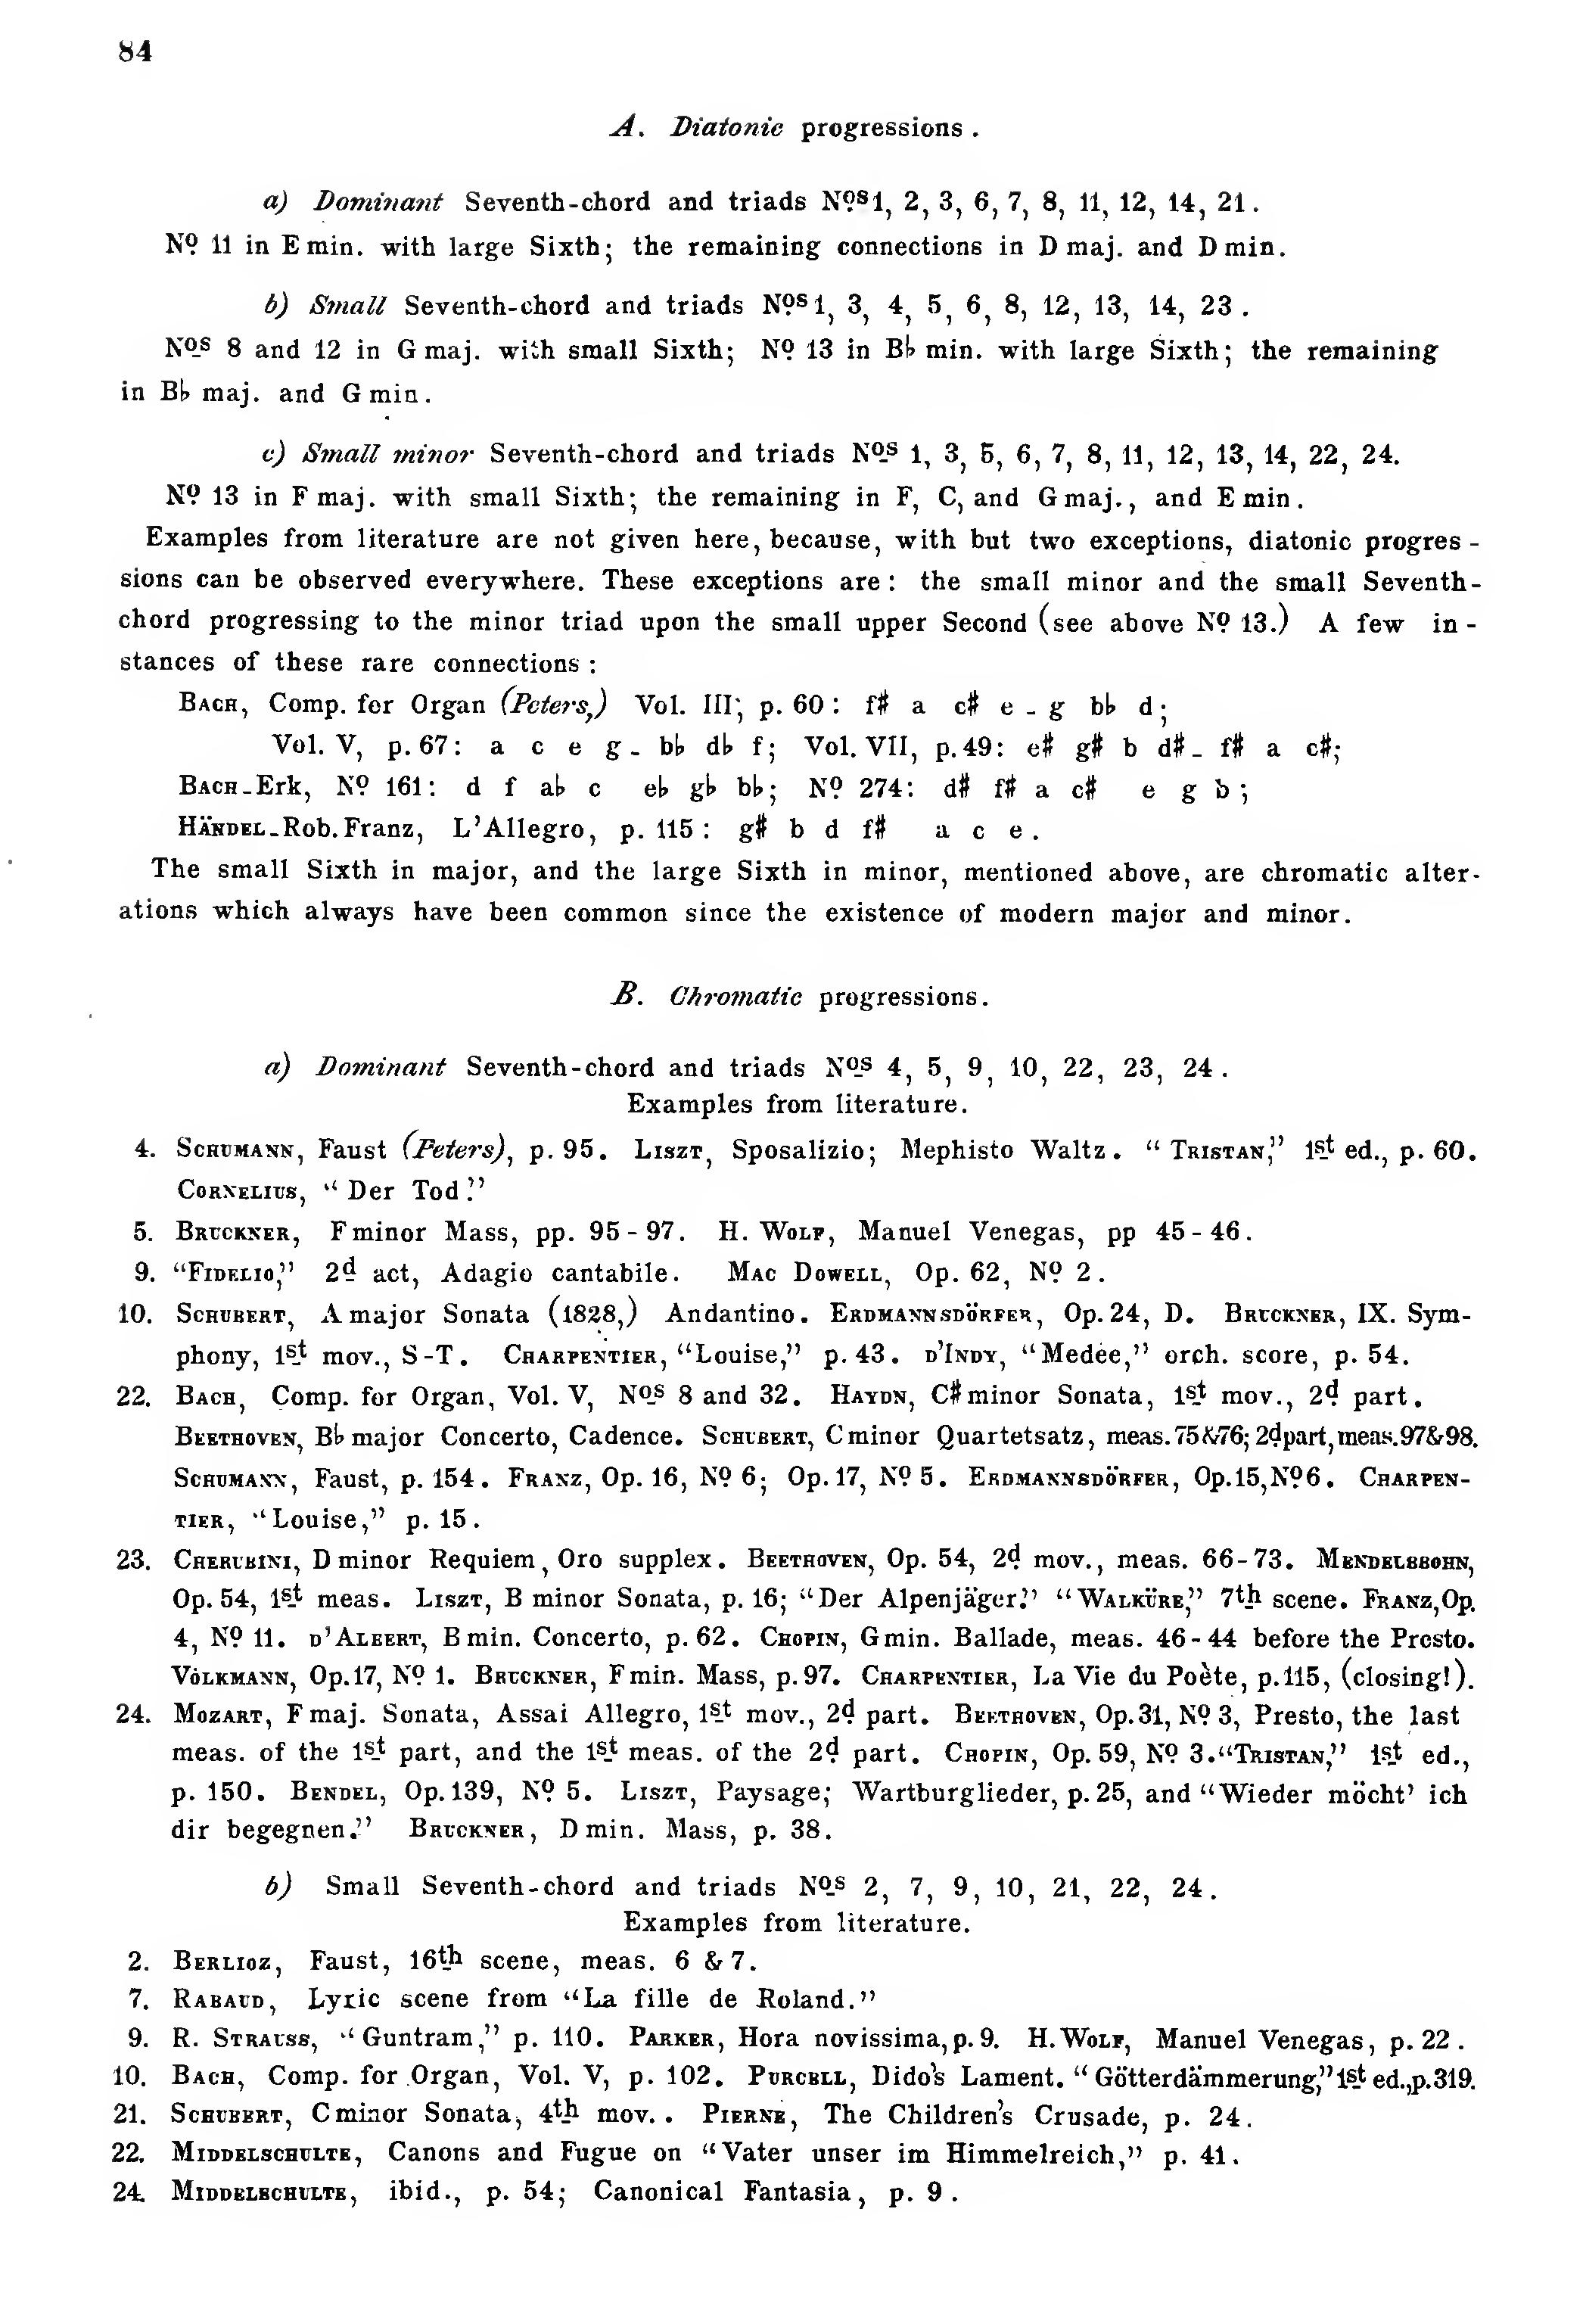 84
A. Diatonic progressions.
a) Dominant Seventh-chord and triads Nos 1, 2, 3, 6, 7, 8, 11, 12, 14, 21.
No 11 in E min. with large Sixth; the remaining connections in D maj. and D min.
b) Small Seventh-chord and triads Nos 1, 3, 4, 5, 6, 8, 12, 13, 14, 23.
Nos 8 and 12 in G maj. with small Sixth; No 13 in B♭ min. with large Sixth; the remaining
in B♭ maj. and G min.
c) Small minor Seventh-chord and triads Nos 1, 3, 5, 6, 7, 8, 11, 12, 13, 14, 22, 24.
No 13 in F maj. with small Sixth; the remaining in F, C, and G maj., and E min.
Examples from literature are not given here, because, with but two exceptions, diatonic progres-
sions can be observed everywhere. These exceptions are: the small minor and the small Seventh-
chord progressing to the minor triad upon the small upper Second (see above No 13.) A few in-
stances of these rare connections:
BACH, Comp. for Organ (Peters,) Vol. III; p. 60: f♯ a c♯ e - g b♭ d;
Vol. V, p. 67: a c e g - b♭ d♭ f; Vol. VII, p. 49: e♯ g♯ b d♯ - f♯ a c♯;
BACH-Erk, No 161: d f a♭ c e♭ g♭ b♭; No 274: d♯ f♯ a c♯ e g b;
HÄNDEL-Rob. Franz, L'Allegro, p. 115: g♯ b d f♯ a c e.
The small Sixth in major, and the large Sixth in minor, mentioned above, are chromatic alter-
ations which always have been common since the existence of modern major and minor.
B. Chromatic progressions.
a) Dominant Seventh-chord and triads Nos 4, 5, 9, 10, 22, 23, 24.
Examples from literature.
4. SCHUMANN, Faust (Peters), p. 95. LISZT, Sposalizio; Mephisto Waltz. "TRISTAN," 1st ed., p. 60.
CORNELIUS, "Der Tod."
5. BRUCKNER, F minor Mass, pp. 95-97. H. WOLF, Manuel Venegas, pp 45-46.
9. "FIDELIO," 2d act, Adagio cantabile. MAC DOWELL, Op. 62, No 2.
10. SCHUBERT, A major Sonata (1828,) Andantino. ERDMANNSDÖRFER, Op. 24, D. BRUCKNER, IX. Sym-
phony, 1st mov., S-T. CHARPENTIER, "Louise," p. 43. D'INDY, "Medée," orch. score, p. 54.
22. BACH, Comp. for Organ, Vol. V, Nos 8 and 32. HAYDN, C♯ minor Sonata, 1st mov., 2d part.
BEETHOVEN, B♭ major Concerto, Cadence. SCHUBERT, C minor Quartetsatz, meas. 75 & 76; 2d part, meas. 97 & 98.
SCHUMANN, Faust, p. 154. FRANZ, Op. 16, No 6; Op. 17, No 5. ERDMANNSDÖRFER, Op. 15, No 6. CHARPEN-
TIER, "Louise," p. 15.
23. CHERUBINI, D minor Requiem, Oro supplex. BEETHOVEN, Op. 54, 2d mov., meas. 66-73. MENDELSSOHN,
Op. 54, 1st meas. LISZT, B minor Sonata, p. 16; "Der Alpenjäger." "WALKÜRE," 7th scene. FRANZ, Op.
4, No 11. D'ALBERT, B min. Concerto, p. 62. CHOPIN, G min. Ballade, meas. 46-44 before the Presto.
VOLKMANN, Op. 17, No 1. BRUCKNER, F min. Mass, p. 97. CHARPENTIER, La Vie du Poète, p. 115, (closing!).
24. MOZART, F maj. Sonata, Assai Allegro, 1st mov., 2d part. BEETHOVEN, Op. 31, No 3, Presto, the last
meas. of the 1st part, and the 1st meas. of the 2d part. CHOPIN, Op. 59, No 3. "TRISTAN," 1st ed.,
p. 150. BENDEL, Op. 139, No 5. LISZT, Paysage; Wartburglieder, p. 25, and "Wieder möcht' ich
dir begegnen." BRUCKNER, D min. Mass, p. 38.
b) Small Seventh-chord and triads Nos 2, 7, 9, 10, 21, 22, 24.
Examples from literature.
2. BERLIOZ, Faust, 16th scene, meas. 6 & 7.
7. RABAUD, Lyric scene from "La fille de Roland."
9. R. STRAUSS, "Guntram," p. 110. PARKER, Hora novissima, p. 9. H. WOLF, Manuel Venegas, p. 22.
10. BACH, Comp. for Organ, Vol. V, p. 102. PURCELL, Dido's Lament. "Götterdämmerung," 1st ed., p. 319.
21. SCHUBERT, C minor Sonata, 4th mov.. PIERNÉ, The Children's Crusade, p. 24.
22. MIDDELSCHULTE, Canons and Fugue on "Vater unser im Himmelreich," p. 41.
24. MIDDELSCHULTE, ibid., p. 54; Canonical Fantasia, p. 9.